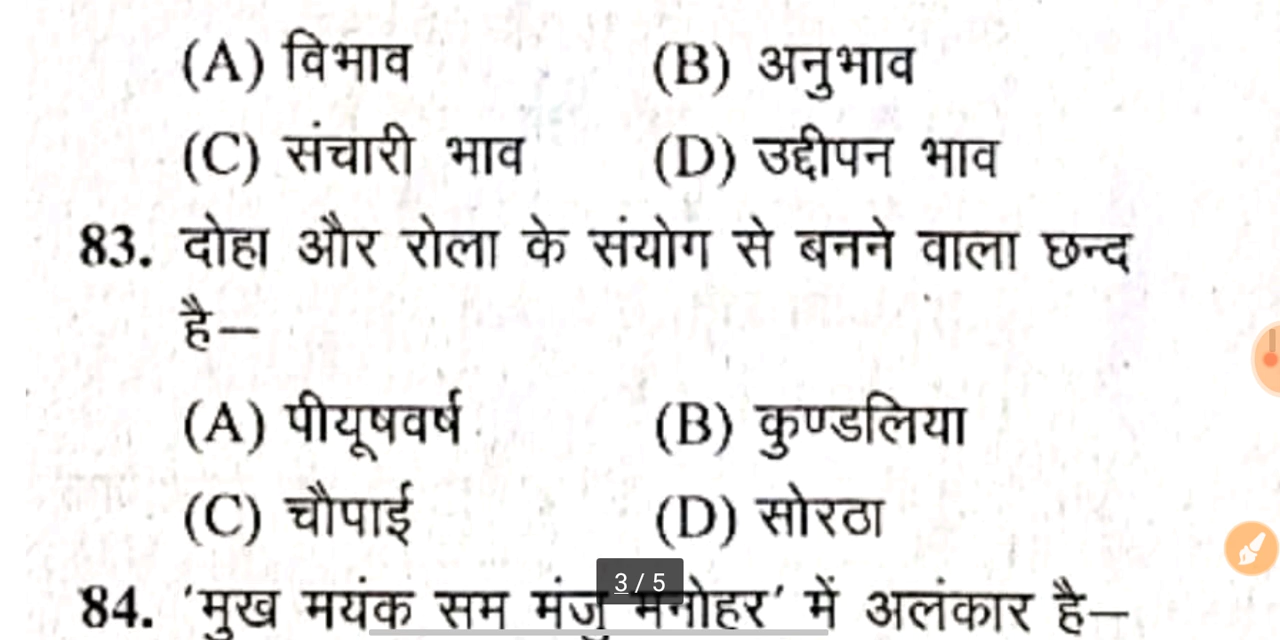 (A) विभाव (B) अनुभाव
(C) संचारी भाव (D) उद्दीपन भाव
83. दोहा और रोला के संयोग से बनने वाला छन्द
है—
(A) पीयूषवर्ष (B) कुण्डलिया
(C) चौपाई (D) सोरठा
3 / 5
84. 'मुख मयंक सम मंजु मनोहर' में अलंकार है—